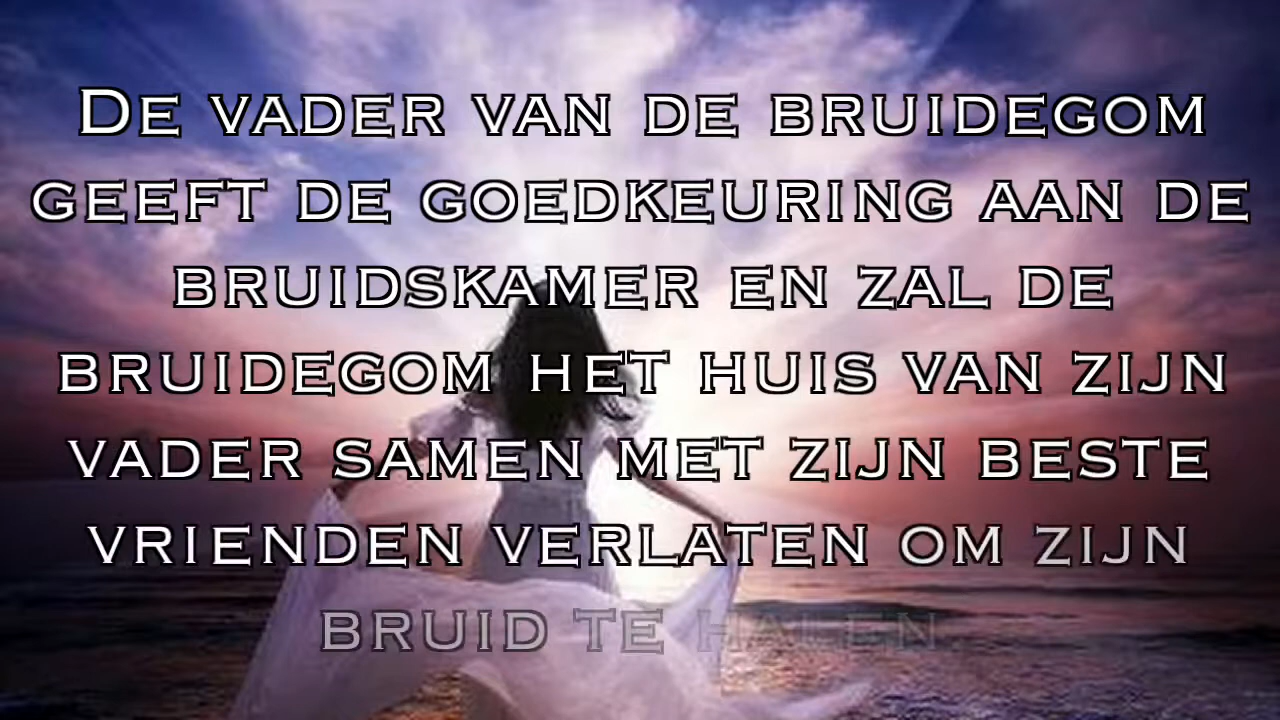 De vader van de bruidegom
geeft de goedkeuring aan de
bruidskamer en zal de
bruidegom het huis van zijn
vader samen met zijn beste
vrienden verlaten om zijn
bruid te halen.